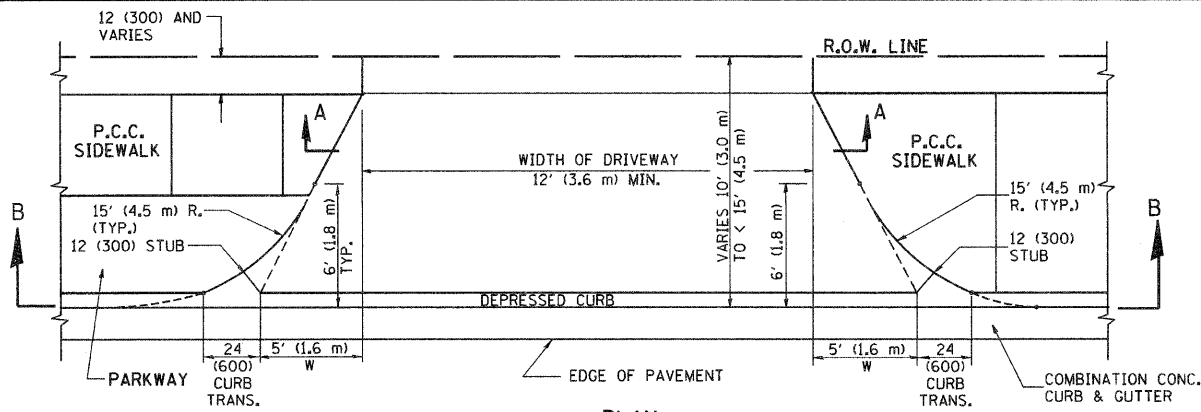 12 (300) AND
VARIES
R.O.W. LINE
A
A
P.C.C.
SIDEWALK
P.C.C.
SIDEWALK
WIDTH OF DRIVEWAY
12' (3.6 m) MIN.
VARIES 10' (3.0 m)
TO < 15' (4.5 m)
B
B
15' (4.5 m) R.
(TYP.)
12 (300) STUB
6' (1.8 m)
TYP.
6' (1.8 m)
15' (4.5 m)
R. (TYP.)
12 (300)
STUB
DEPRESSED CURB
24
(600)
CURB
TRANS.
5' (1.6 m)
W
5' (1.6 m)
W
24
(600)
CURB
TRANS.
PARKWAY
EDGE OF PAVEMENT
COMBINATION CONC.
CURB & GUTTER